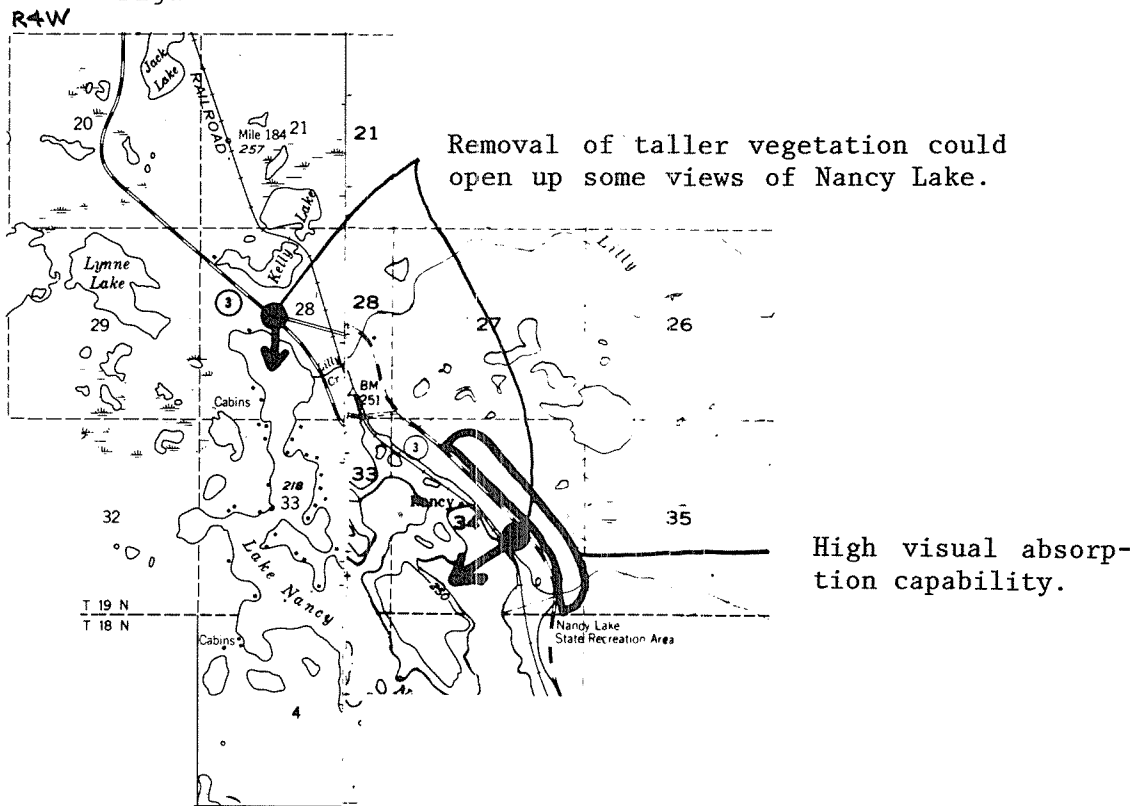 R4W
Jack
Lake
RAILROAD
20
Mile 184
257
21
21
Removal of taller vegetation could
open up some views of Nancy Lake.
Kelly Lake
Lilly
Lynne
Lake
3
28
28
27
26
29
Lilly
Cr
BM
251
Cabins
3
33
218
33
Nancy
34
35
32
High visual absorp-
tion capability.
Lake Nancy
T 19 N
T 18 N
Nandy Lake
State Recreation Area
Cabins
4